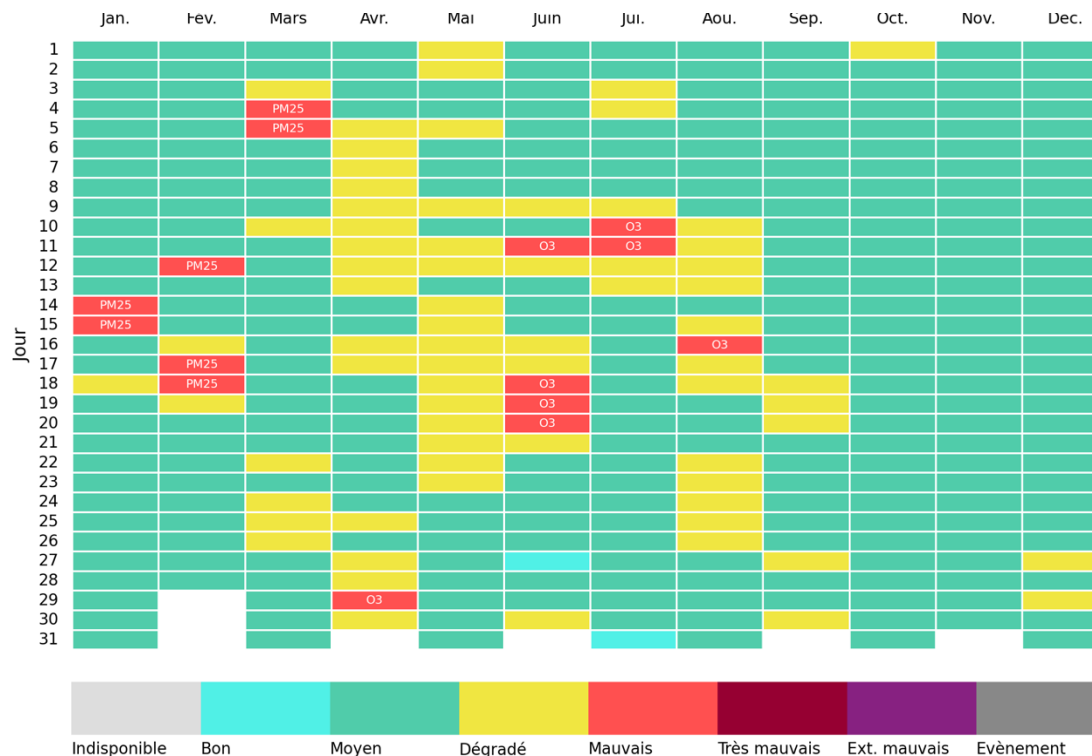 Jan. Fev. Mars Avr. Mai Juin Jui. Aou. Sep. Oct. Nov. Dec.
1
2
3
4 PM25
5 PM25
6
7
8
9
10 O3
11 O3 O3
12 PM25
13
14 PM25
15 PM25
Jour
16 O3
17 PM25
18 PM25 O3
19 O3
20 O3
21
22
23
24
25
26
27
28
29 O3
30
31
Indisponible Bon Moyen Dégradé Mauvais Très mauvais Ext. mauvais Evènement